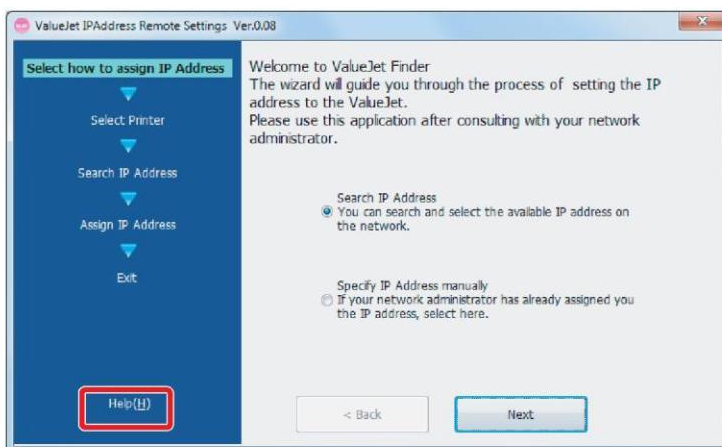 ValueJet IPAddress Remote Settings Ver.0.08
Select how to assign IP Address
Select Printer
Search IP Address
Assign IP Address
Exit
Help(H)
Welcome to ValueJet Finder
The wizard will guide you through the process of setting the IP
address to the ValueJet.
Please use this application after consulting with your network
administrator.
Search IP Address
You can search and select the available IP address on
the network.
Specify IP Address manually
If your network administrator has already assigned you
the IP address, select here.
< Back
Next